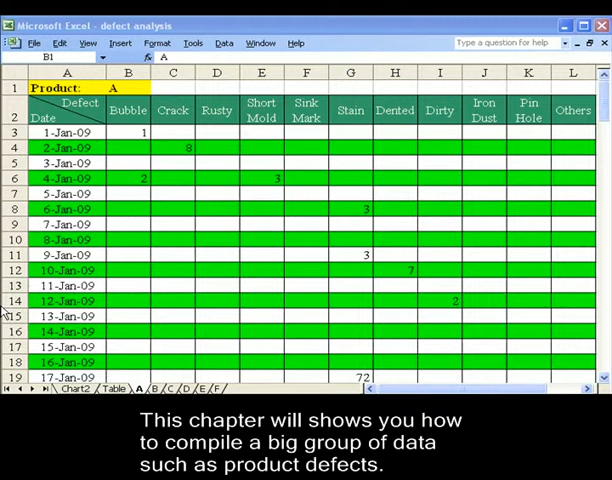 Microsoft Excel - defect analysis
File Edit View Insert Format Tools Data Window Help Type a question for help
B1 fx A
A B C D E F G H I J K L
1 Product: A
2 Defect Date Bubble Crack Rusty Short Mold Sink Mark Stain Dented Dirty Iron Dust Pin Hole Others
3 1-Jan-09 1
4 2-Jan-09 8
5 3-Jan-09
6 4-Jan-09 2 3
7 5-Jan-09
8 6-Jan-09 3
9 7-Jan-09
10 8-Jan-09
11 9-Jan-09 3
12 10-Jan-09 7
13 11-Jan-09
14 12-Jan-09 2
15 13-Jan-09
16 14-Jan-09
17 15-Jan-09
18 16-Jan-09
19 17-Jan-09 72
Chart2 Table A B C D E F
This chapter will shows you how
to compile a big group of data
such as product defects.